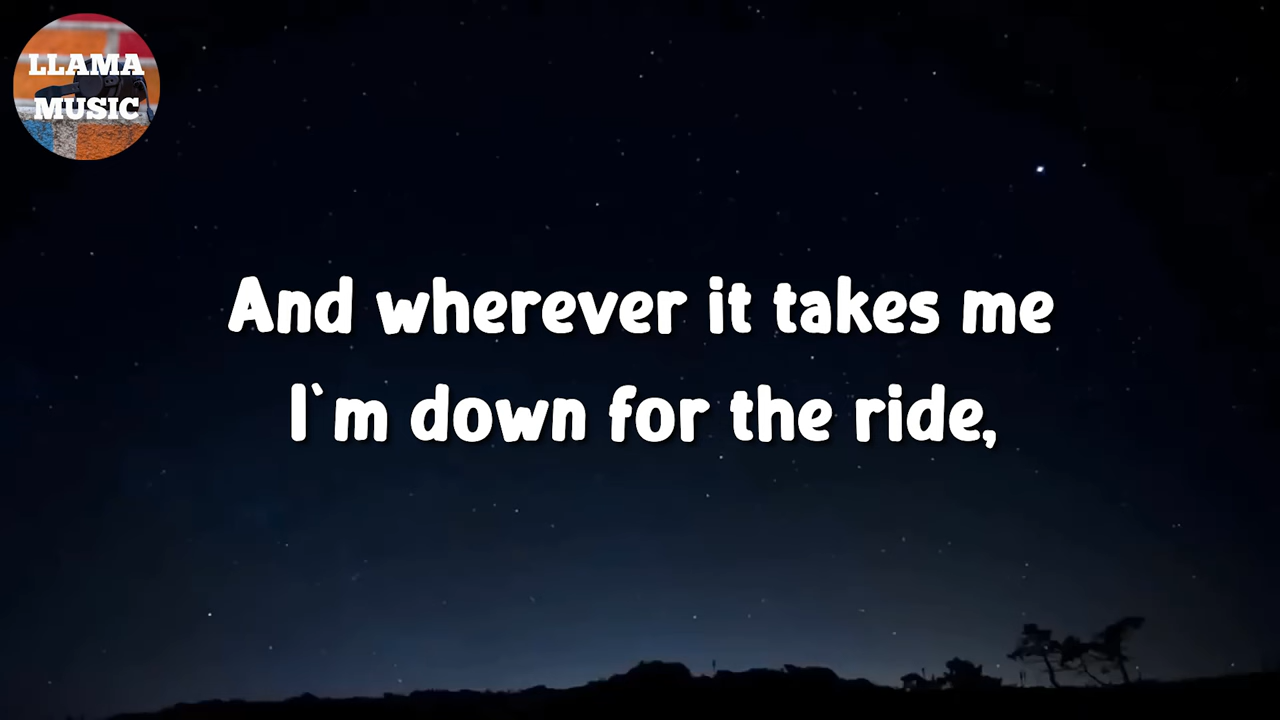 LLAMA
MUSIC
And wherever it takes me
I`m down for the ride,